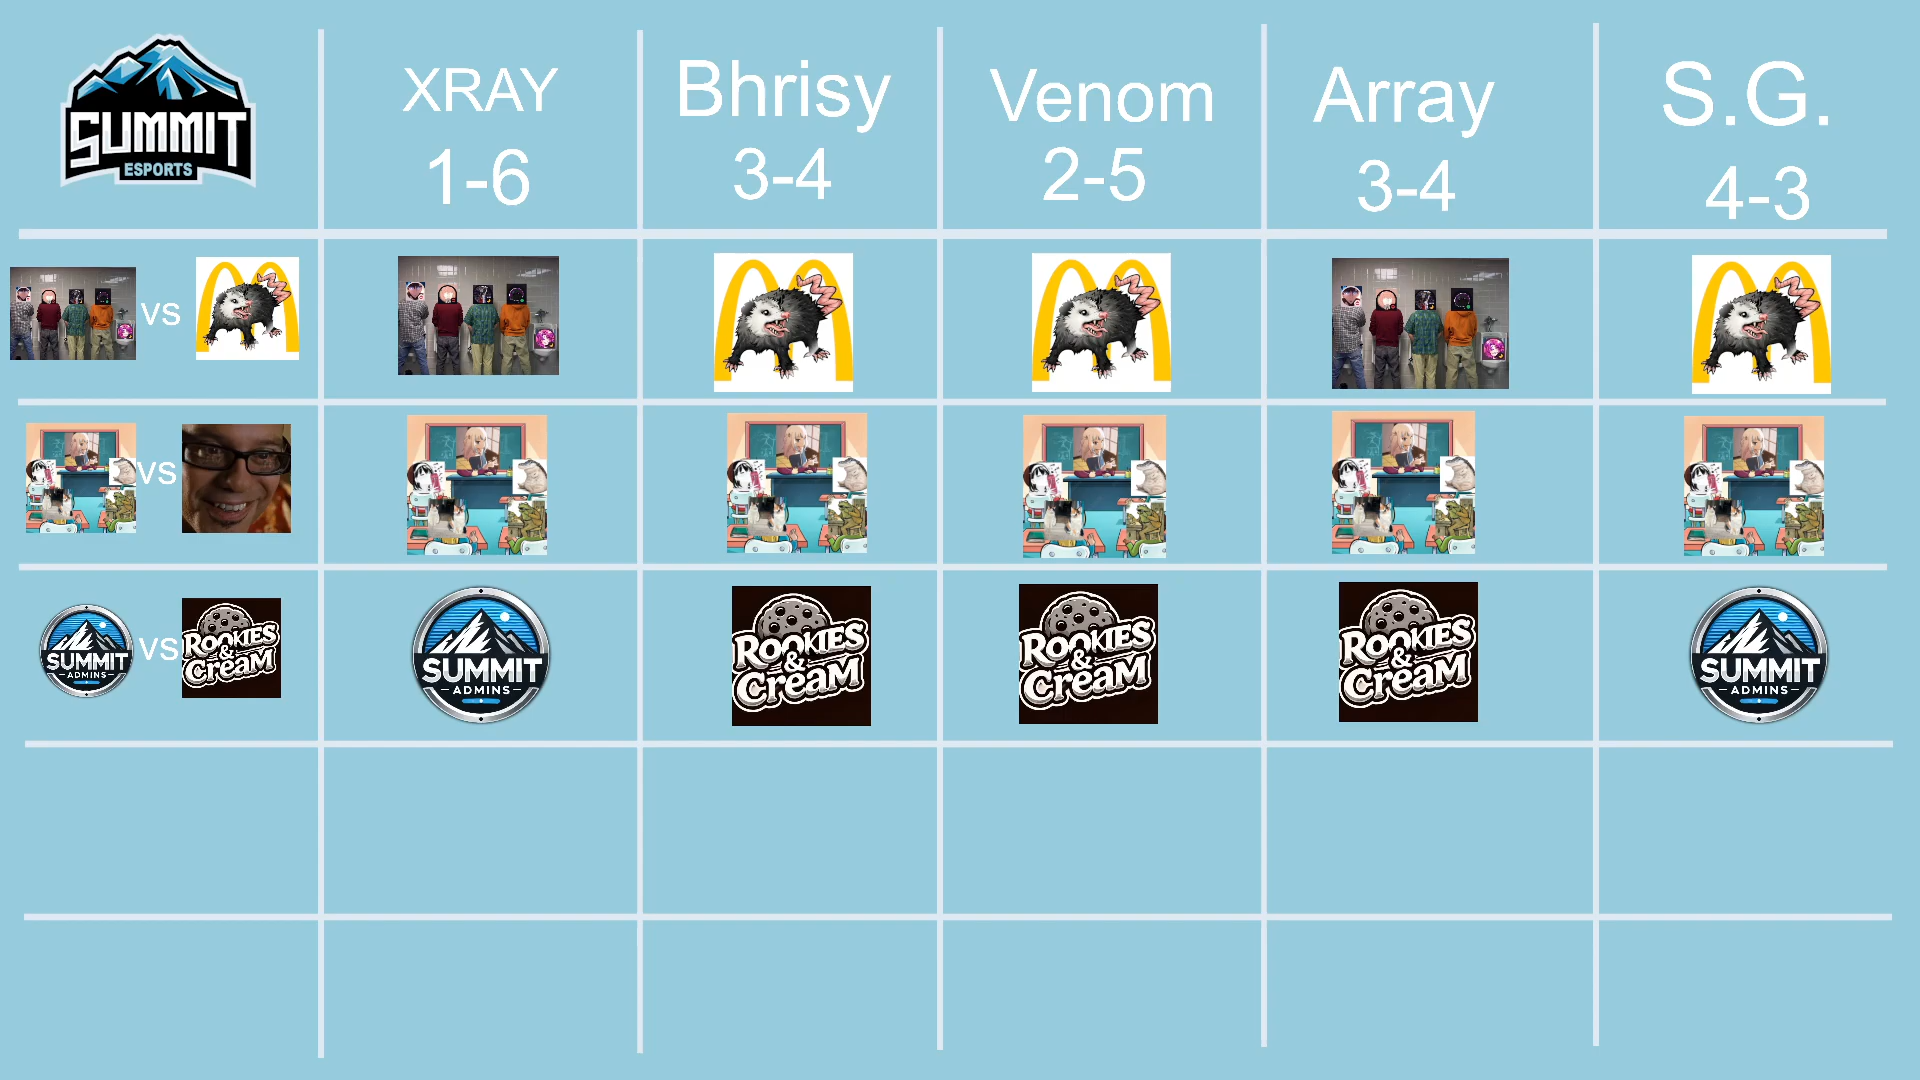 SUMMIT
ESPORTS
XRAY
Bhrisy
Venom
Array
S.G.
1-6
3-4
2-5
3-4
4-3
vs
vs
SUMMIT
ADMINS
vs
ROOKIES
&
CREAM
SUMMIT
ADMINS
ROOKIES
&
CREAM
ROOKIES
&
CREAM
ROOKIES
&
CREAM
SUMMIT
ADMINS